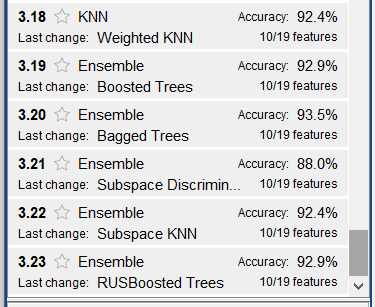 3.18 KNN Accuracy: 92.4%
Last change: Weighted KNN 10/19 features
3.19 Ensemble Accuracy: 92.9%
Last change: Boosted Trees 10/19 features
3.20 Ensemble Accuracy: 93.5%
Last change: Bagged Trees 10/19 features
3.21 Ensemble Accuracy: 88.0%
Last change: Subspace Discrimin... 10/19 features
3.22 Ensemble Accuracy: 92.4%
Last change: Subspace KNN 10/19 features
3.23 Ensemble Accuracy: 92.9%
Last change: RUSBoosted Trees 10/19 features